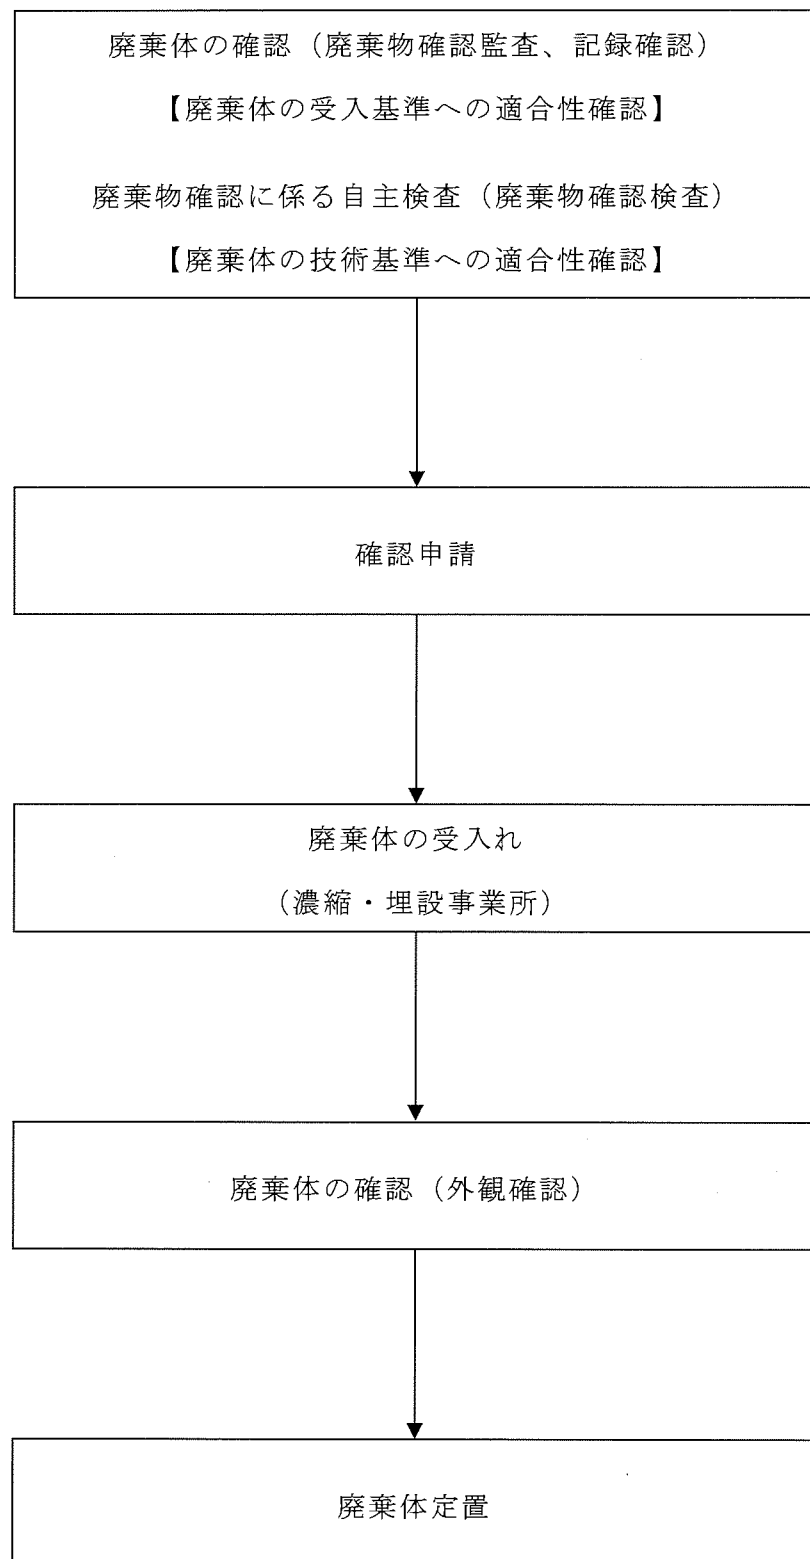 廃棄体の確認（廃棄物確認監査、記録確認）
【廃棄体の受入基準への適合性確認】
廃棄物確認に係る自主検査（廃棄物確認検査）
【廃棄体の技術基準への適合性確認】
確認申請
廃棄体の受入れ
（濃縮・埋設事業所）
廃棄体の確認（外観確認）
廃棄体定置